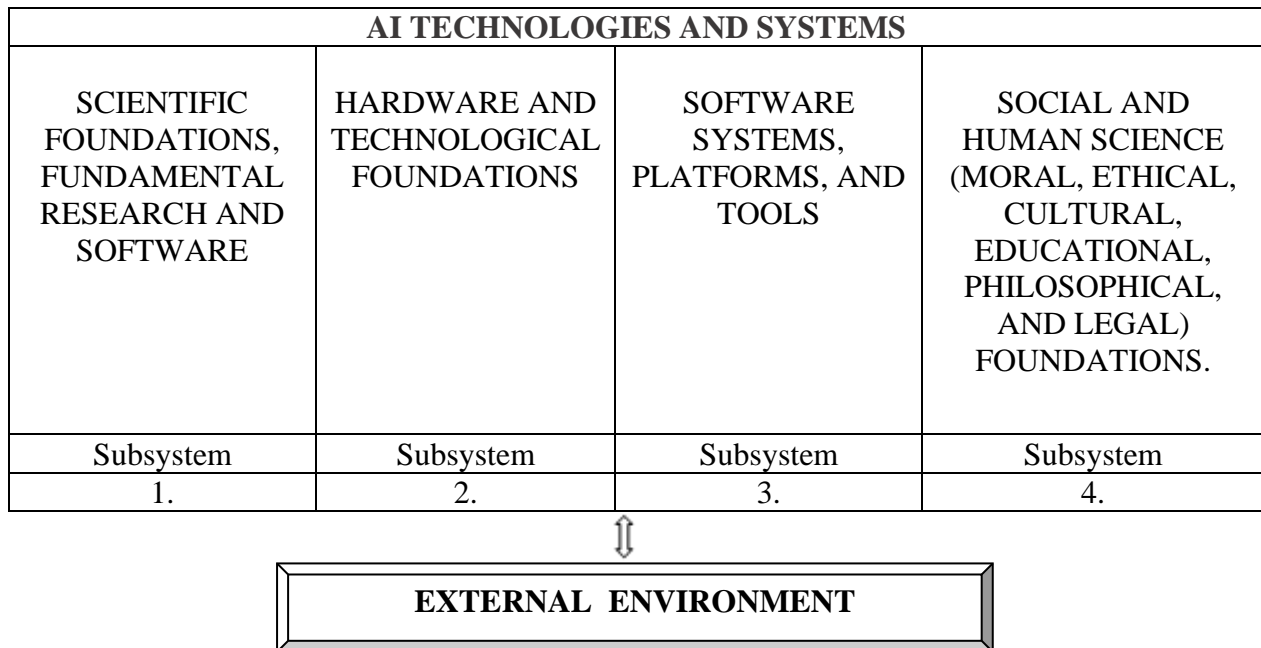 AI TECHNOLOGIES AND SYSTEMS
SCIENTIFIC
FOUNDATIONS,
FUNDAMENTAL
RESEARCH AND
SOFTWARE
HARDWARE AND
TECHNOLOGICAL
FOUNDATIONS
SOFTWARE
SYSTEMS,
PLATFORMS, AND
TOOLS
SOCIAL AND
HUMAN SCIENCE
(MORAL, ETHICAL,
CULTURAL,
EDUCATIONAL,
PHILOSOPHICAL,
AND LEGAL)
FOUNDATIONS.
Subsystem Subsystem Subsystem Subsystem
1. 2. 3. 4.
EXTERNAL ENVIRONMENT